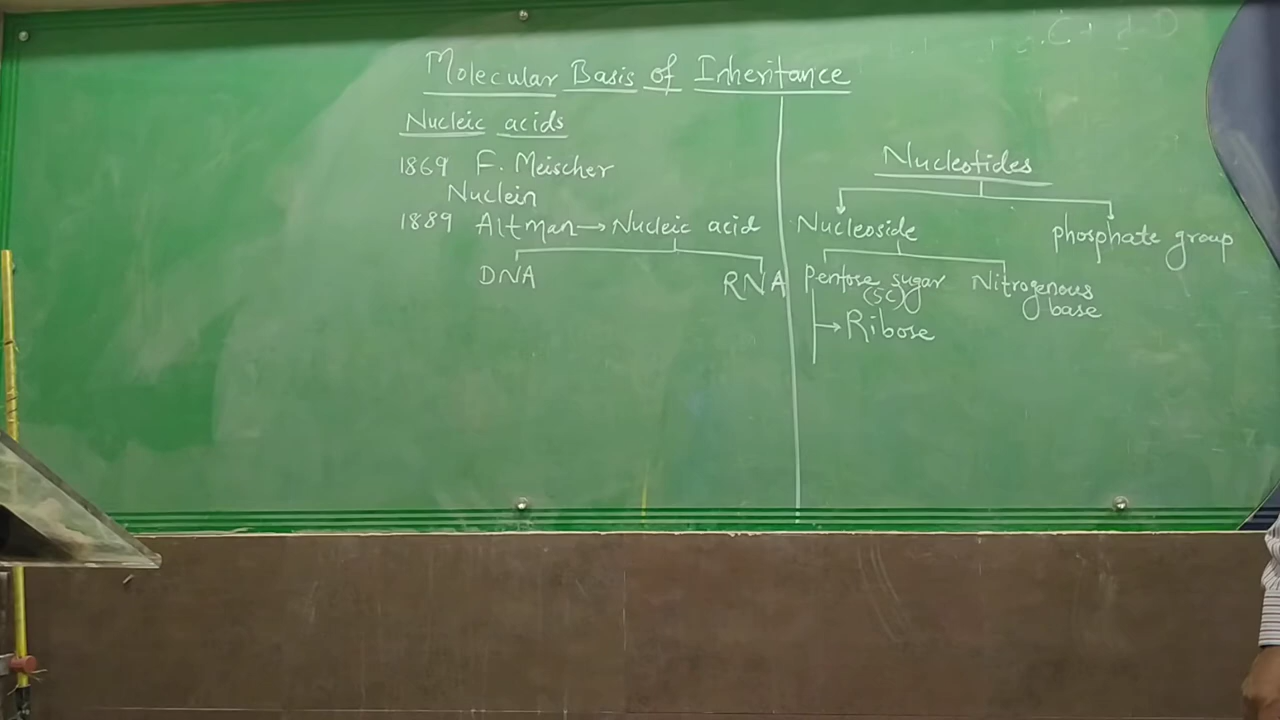 Molecular Basis of Inheritance
Nucleic acids
1869 F. Meischer
Nuclein
1889 Altman → Nucleic acid
DNA RNA
Nucleotides
Nucleoside phosphate group
Pentose sugar Nitrogenous
(5C) base
→ Ribose